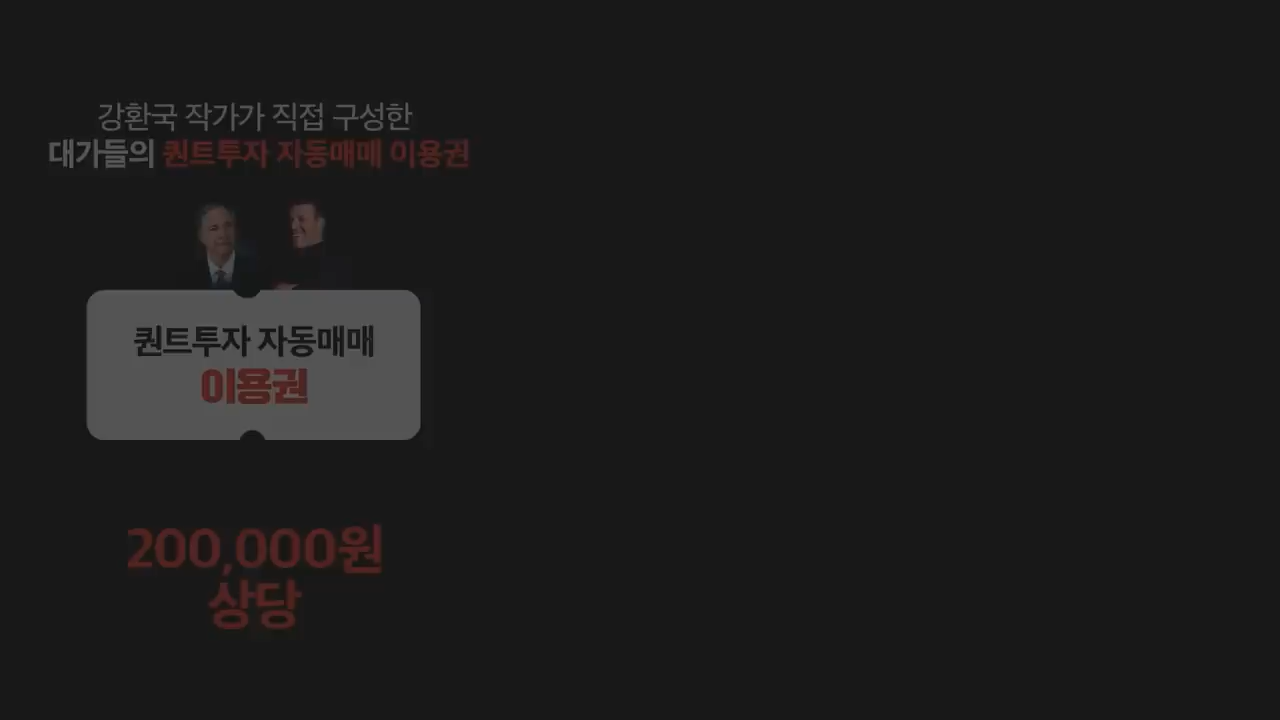 강환국 작가가 직접 구성한
대가들의 퀀트투자 자동매매 이용권
퀀트투자 자동매매
이용권
200,000원
상당